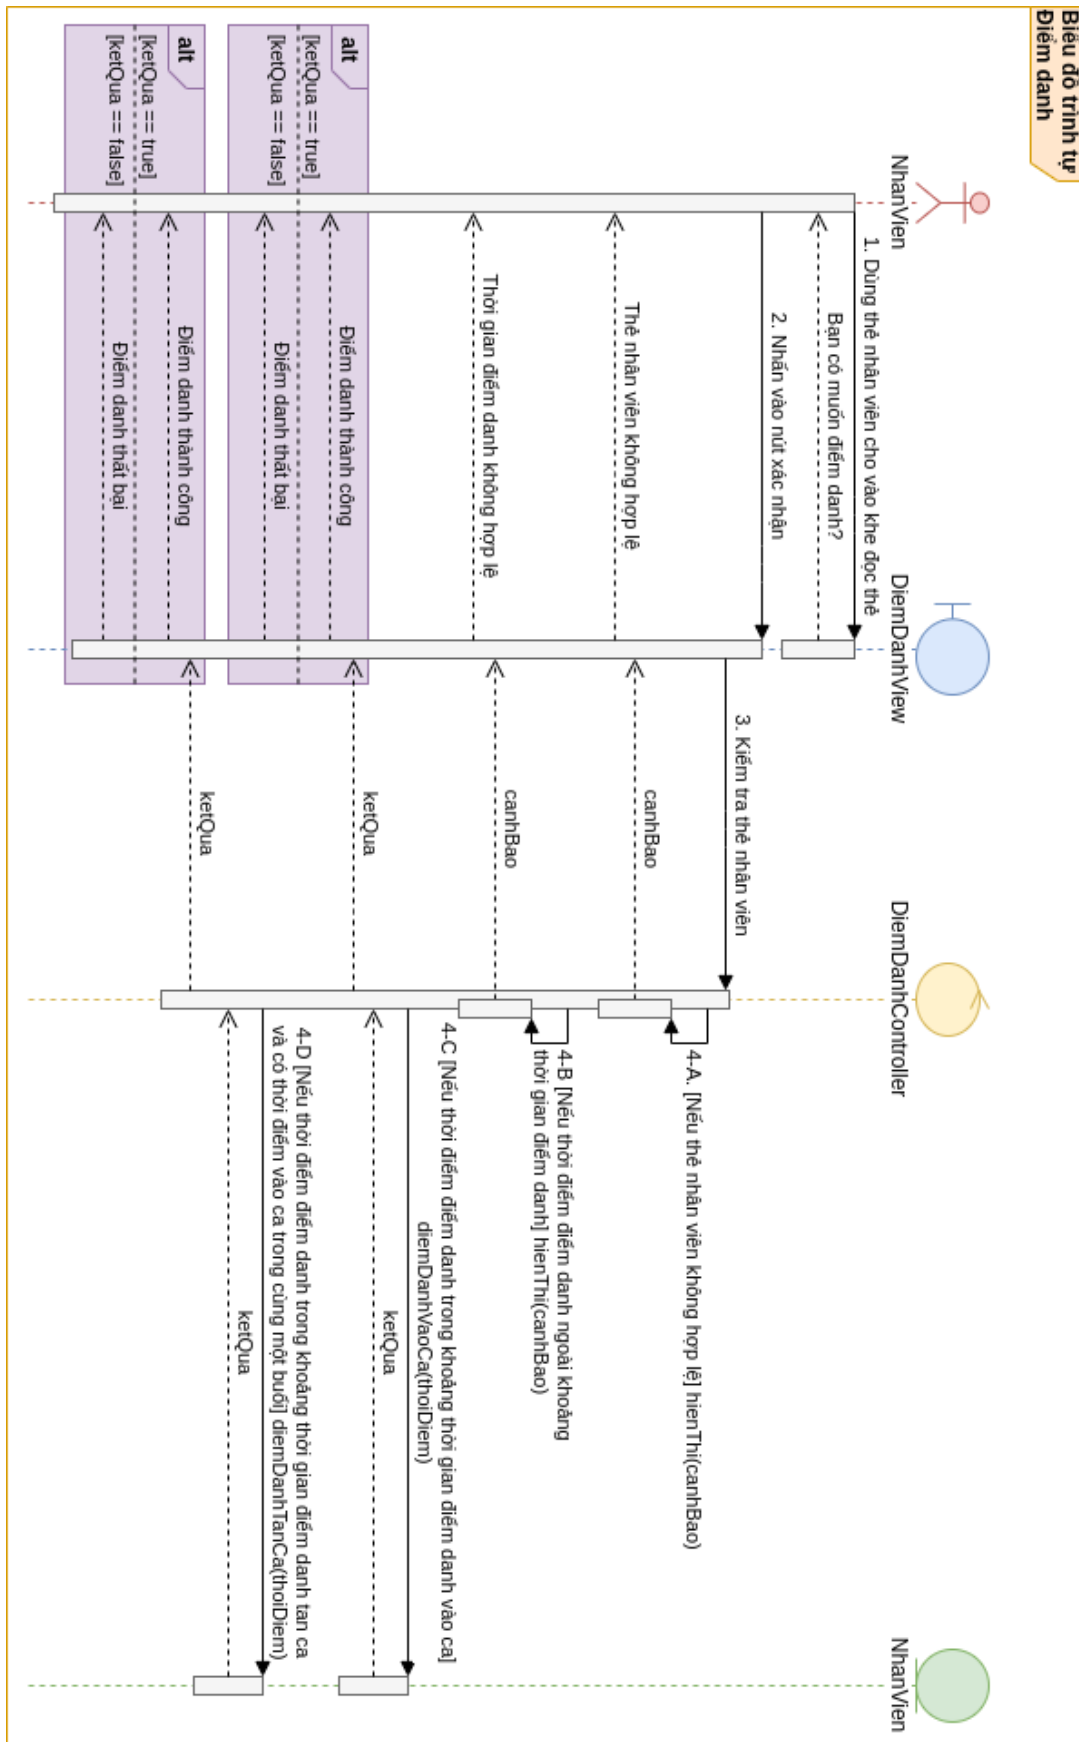 Biểu đồ trình tự
Điểm danh
NhanVien
DiemDanhView
DiemDanhController
NhanVien
1. Dùng thẻ nhân viên cho vào khe đọc thẻ
Bạn có muốn điểm danh?
2. Nhấn vào nút xác nhận
3. Kiểm tra thẻ nhân viên
4-A. [Nếu thẻ nhân viên không hợp lệ] hienThi(canhBao)
canhBao
Thẻ nhân viên không hợp lệ
4-B [Nếu thời điểm điểm danh ngoài khoảng
thời gian điểm danh] hienThi(canhBao)
canhBao
Thời gian điểm danh không hợp lệ
4-C [Nếu thời điểm điểm danh trong khoảng thời gian điểm danh vào ca]
diemDanhVaoCa(thoiDiem)
ketQua
ketQua
alt
[ketQua == true]
Điểm danh thành công
[ketQua == false]
Điểm danh thất bại
4-D [Nếu thời điểm điểm danh trong khoảng thời gian điểm danh tan ca
và có thời điểm vào ca trong cùng một buổi] diemDanhTanCa(thoiDiem)
ketQua
ketQua
alt
[ketQua == true]
Điểm danh thành công
[ketQua == false]
Điểm danh thất bại